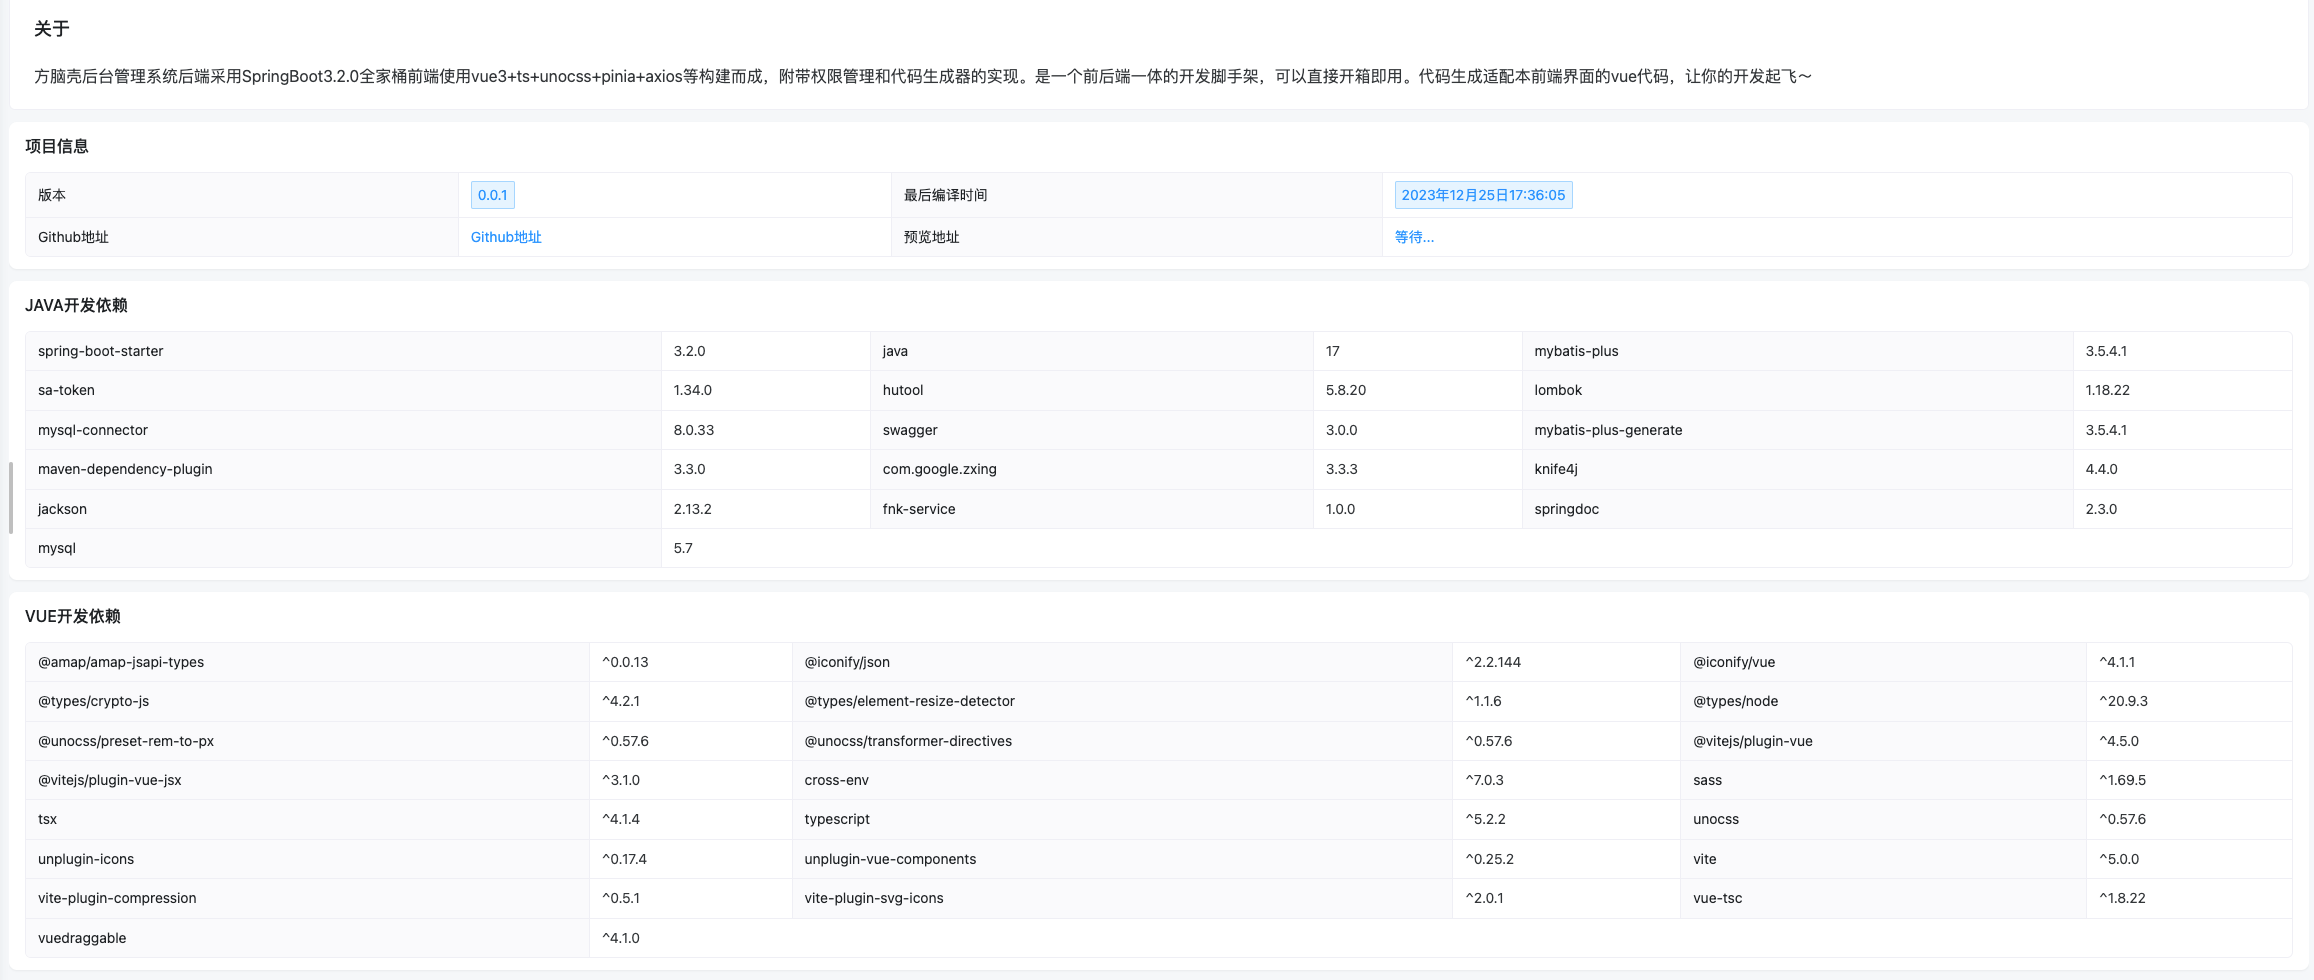 关于
方脑壳后台管理系统后端采用SpringBoot3.2.0全家桶前端使用vue3+ts+unocss+pinia+axios等构建而成，附带权限管理和代码生成器的实现。是一个前后端一体的开发脚手架，可以直接开箱即用。代码生成适配本前端界面的vue代码，让你的开发起飞～
项目信息
版本 0.0.1 最后编译时间 2023年12月25日17:36:05
Github地址 Github地址 预览地址 等待...
JAVA开发依赖
spring-boot-starter 3.2.0 java 17 mybatis-plus 3.5.4.1
sa-token 1.34.0 hutool 5.8.20 lombok 1.18.22
mysql-connector 8.0.33 swagger 3.0.0 mybatis-plus-generate 3.5.4.1
maven-dependency-plugin 3.3.0 com.google.zxing 3.3.3 knife4j 4.4.0
jackson 2.13.2 fnk-service 1.0.0 springdoc 2.3.0
mysql 5.7
VUE开发依赖
@amap/amap-jsapi-types ^0.0.13 @iconify/json ^2.2.144 @iconify/vue ^4.1.1
@types/crypto-js ^4.2.1 @types/element-resize-detector ^1.1.6 @types/node ^20.9.3
@unocss/preset-rem-to-px ^0.57.6 @unocss/transformer-directives ^0.57.6 @vitejs/plugin-vue ^4.5.0
@vitejs/plugin-vue-jsx ^3.1.0 cross-env ^7.0.3 sass ^1.69.5
tsx ^4.1.4 typescript ^5.2.2 unocss ^0.57.6
unplugin-icons ^0.17.4 unplugin-vue-components ^0.25.2 vite ^5.0.0
vite-plugin-compression ^0.5.1 vite-plugin-svg-icons ^2.0.1 vue-tsc ^1.8.22
vuedraggable ^4.1.0